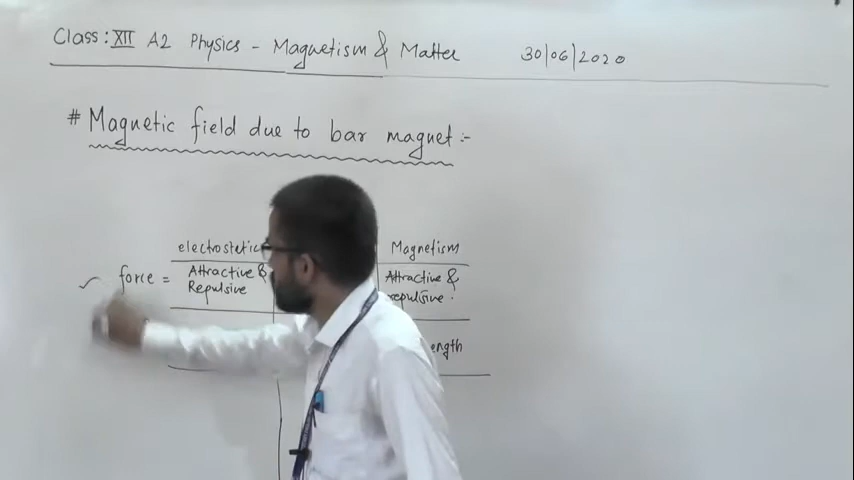 Class: XII A2 Physics - Magnetism & Matter 30/06/2020
# Magnetic field due to bar magnet :-
electrostatic Magnetism
force = Attractive & Repulsive Attractive & repulsive.
ength